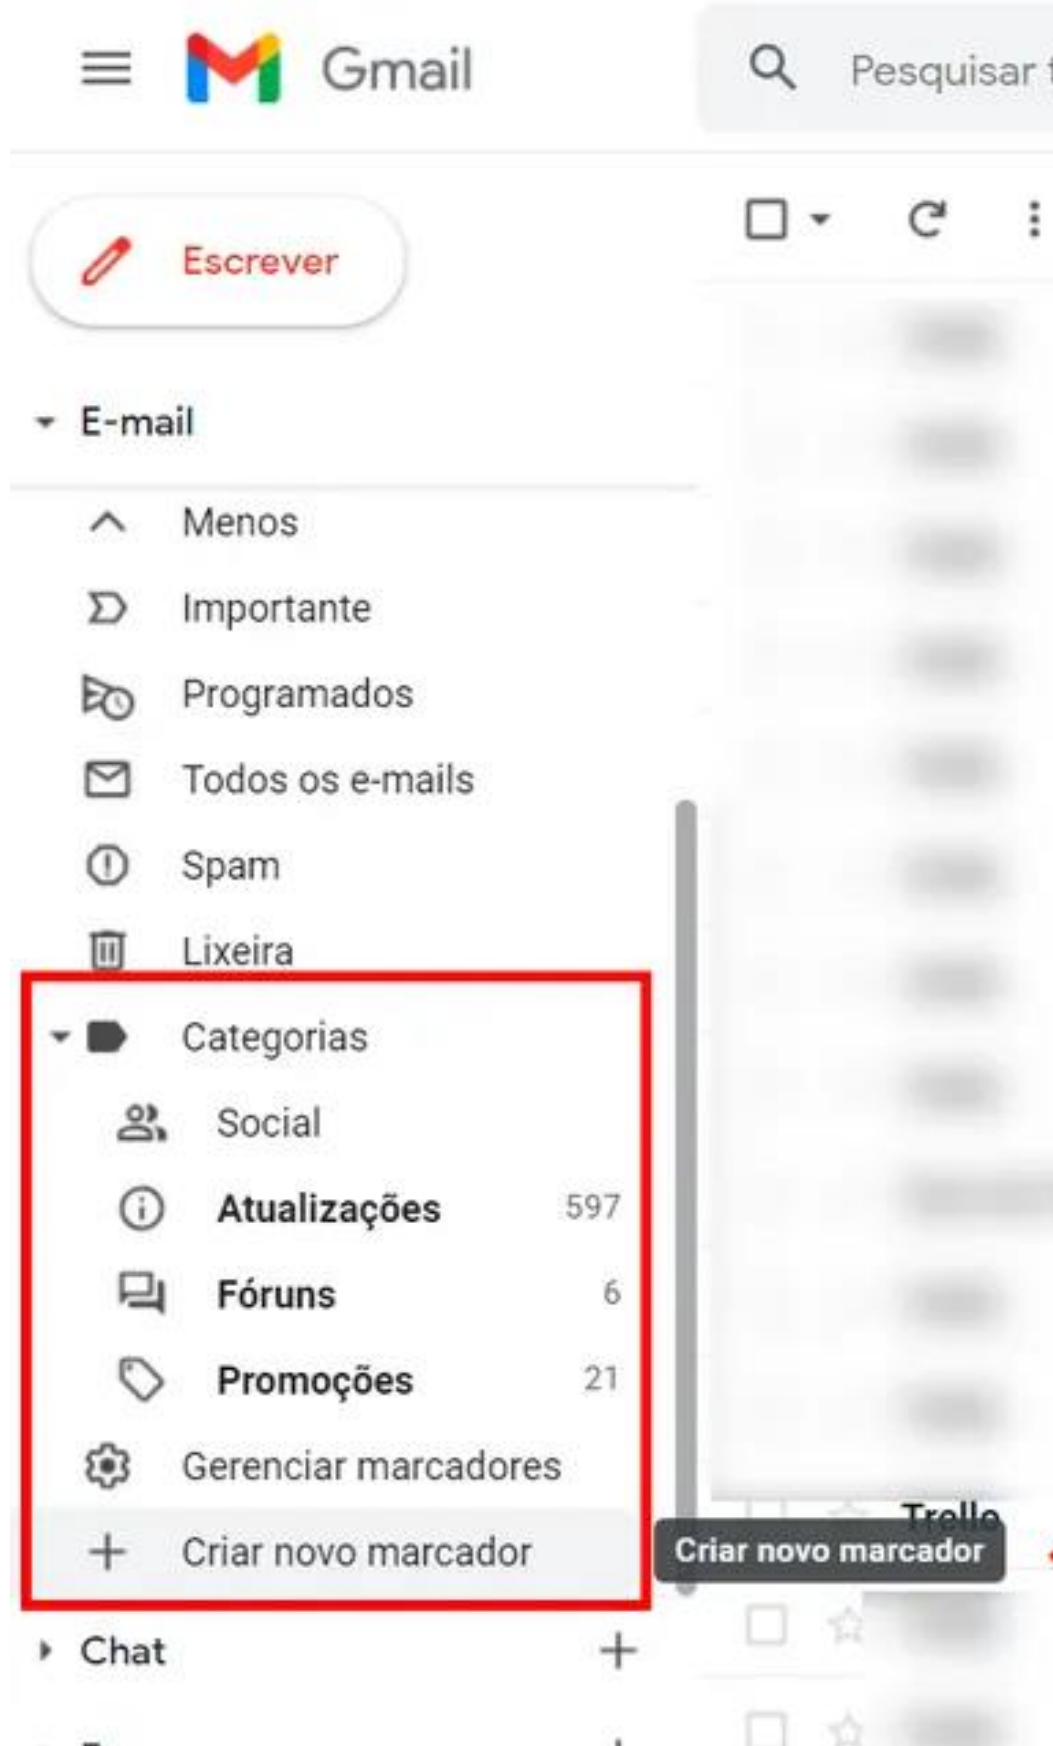 Gmail
Pesquisar
Escrever
E-mail
Menos
Importante
Programados
Todos os e-mails
Spam
Lixeira
Categorias
Social
Atualizações 597
Fóruns 6
Promoções 21
Gerenciar marcadores
Trello
Criar novo marcador
Criar novo marcador
Chat